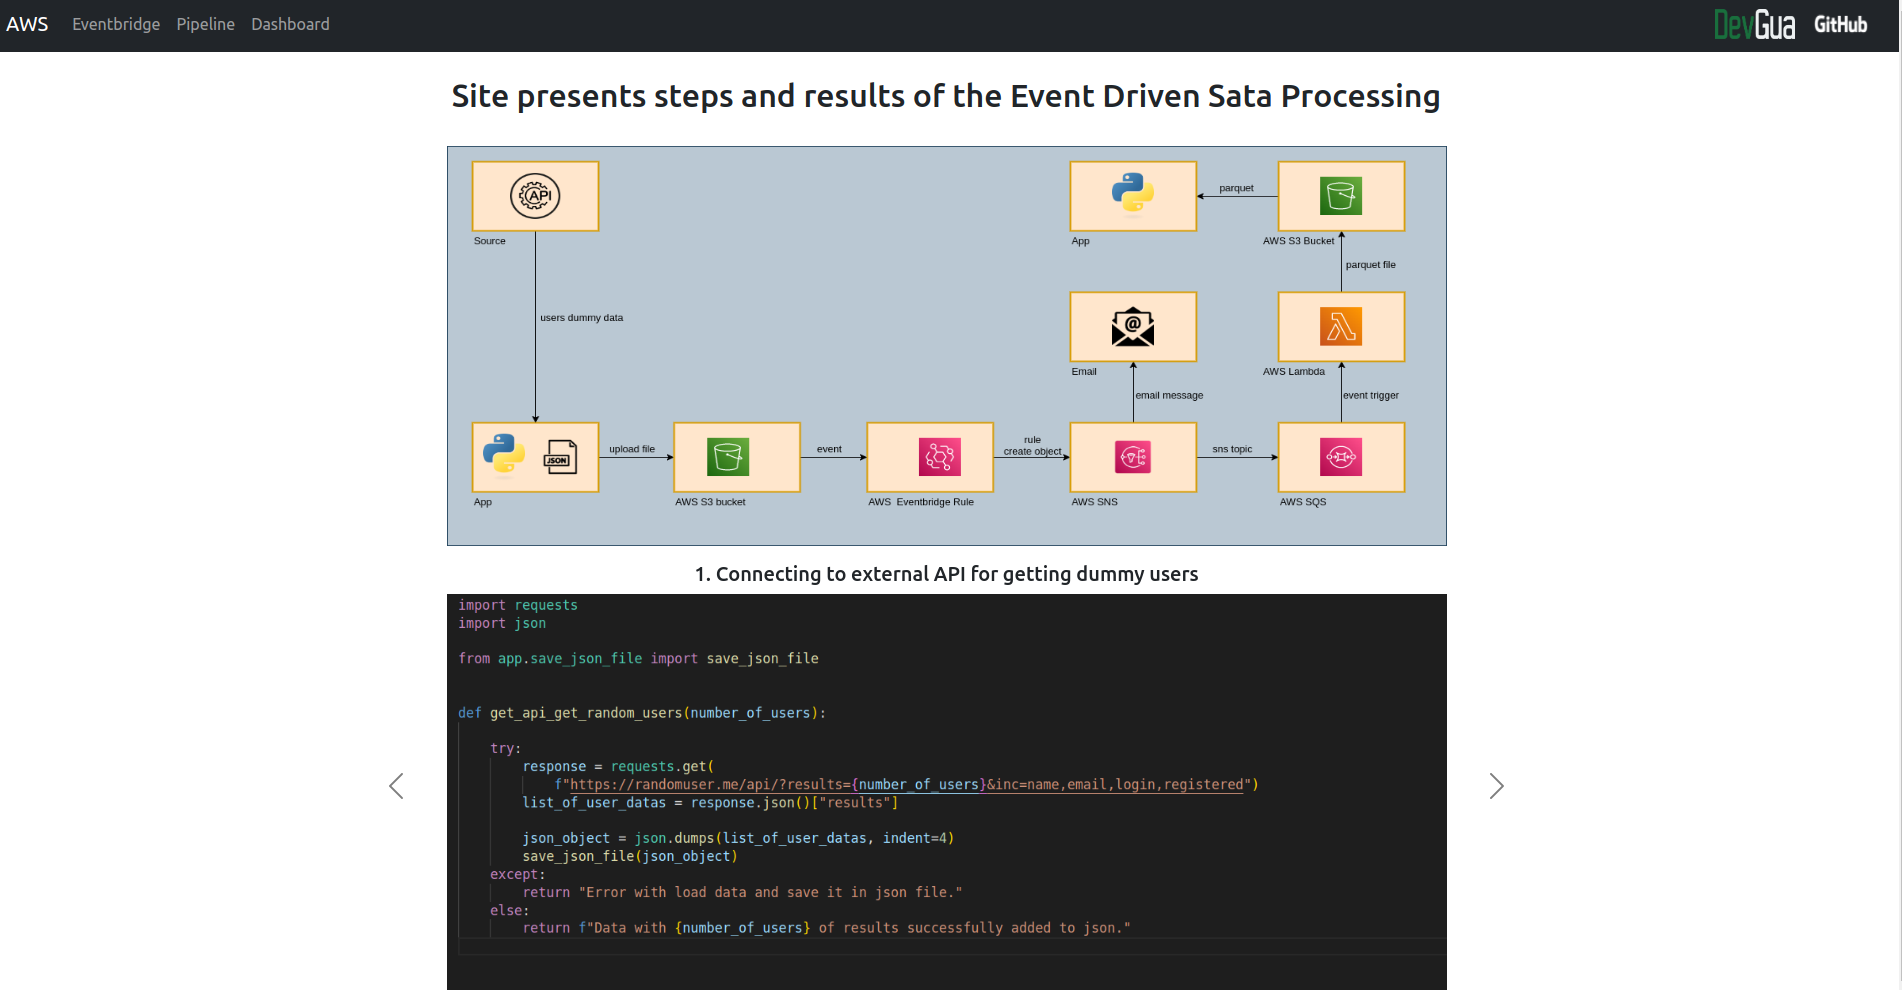 AWS Eventbridge Pipeline Dashboard DevGua GitHub
Site presents steps and results of the Event Driven Sata Processing
API
Source
parquet
App
AWS S3 Bucket
parquet file
users dummy data
@
Email
AWS Lambda
email message
event trigger
JSON
upload file
event
rule
create object
sns topic
App
AWS S3 bucket
AWS  Eventbridge Rule
AWS SNS
AWS SQS
1. Connecting to external API for getting dummy users
import requests
import json
from app.save_json_file import save_json_file
def get_api_get_random_users(number_of_users):
try:
response = requests.get(
f"https://randomuser.me/api/?results={number_of_users}&inc=name,email,login,registered")
list_of_user_datas = response.json()["results"]
json_object = json.dumps(list_of_user_datas, indent=4)
save_json_file(json_object)
except:
return "Error with load data and save it in json file."
else:
return f"Data with {number_of_users} of results successfully added to json."